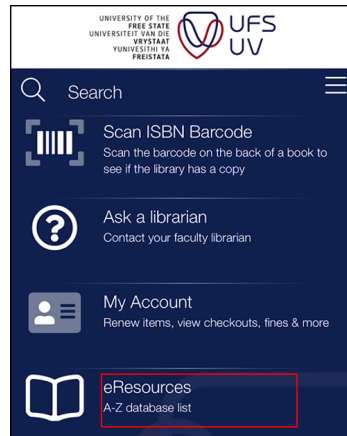 UNIVERSITY OF THE
FREE STATE
UNIVERSITEIT VAN DIE
VRYSTAAT
YUNIVESITHI YA
FREISTATA
UFS
UV
Search
Scan ISBN Barcode
Scan the barcode on the back of a book to
see if the library has a copy
Ask a librarian
Contact your faculty librarian
My Account
Renew items, view checkouts, fines & more
eResources
A-Z database list